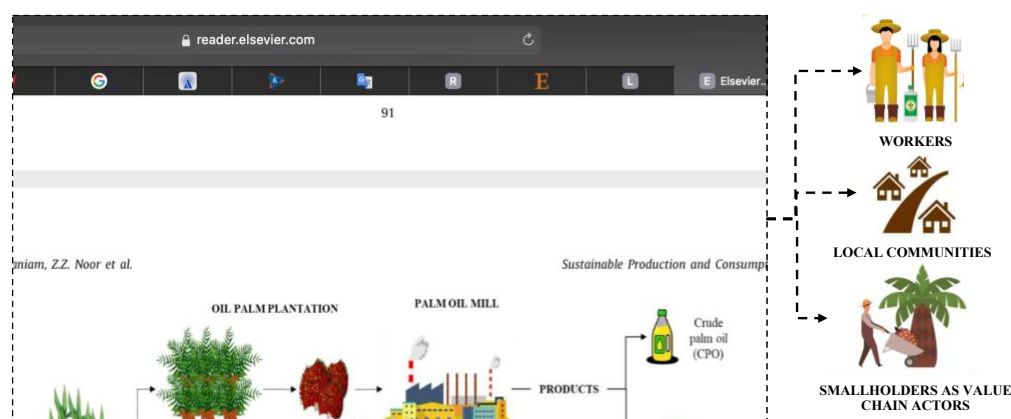 reader.elsevier.com
G R E L E Elsevier..
91
aniam, Z.Z. Noor et al.
Sustainable Production and Consump
OIL PALM PLANTATION
PALM OIL MILL
Crude
palm oil
(CPO)
PRODUCTS
WORKERS
LOCAL COMMUNITIES
SMALLHOLDERS AS VALUE
CHAIN ACTORS